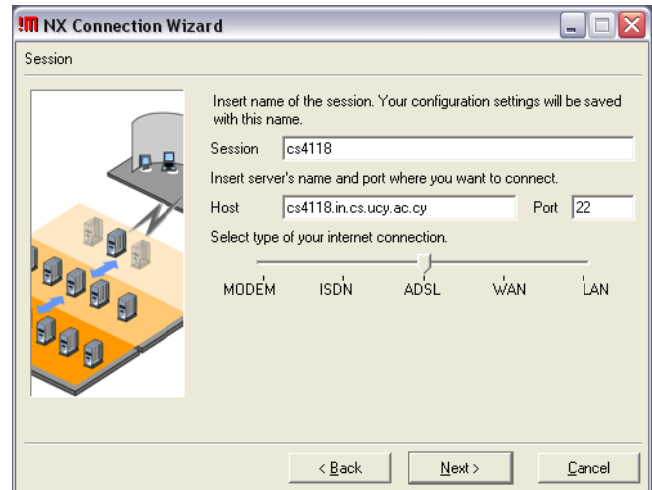 !M NX Connection Wizard
Session
Insert name of the session. Your configuration settings will be saved
with this name.
Session cs4118
Insert server's name and port where you want to connect.
Host cs4118.in.cs.ucy.ac.cy Port 22
Select type of your internet connection.
MODEM ISDN ADSL WAN LAN
< Back Next > Cancel